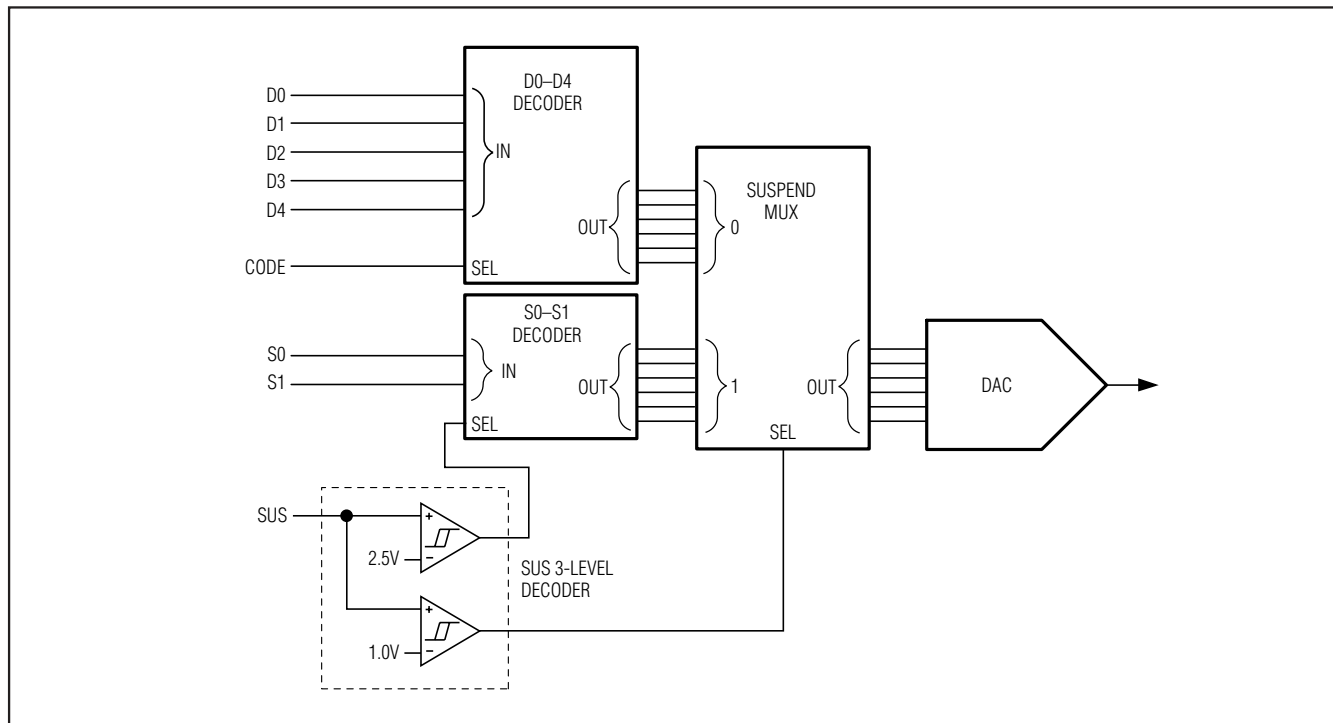 D0–D4
DECODER
D0
D1
D2
D3
D4
IN
OUT
CODE
SEL
SUSPEND
MUX
0
1
OUT
SEL
S0–S1
DECODER
S0
S1
IN
OUT
SEL
DAC
SUS
+
2.5V
−
SUS 3-LEVEL
DECODER
+
1.0V
−